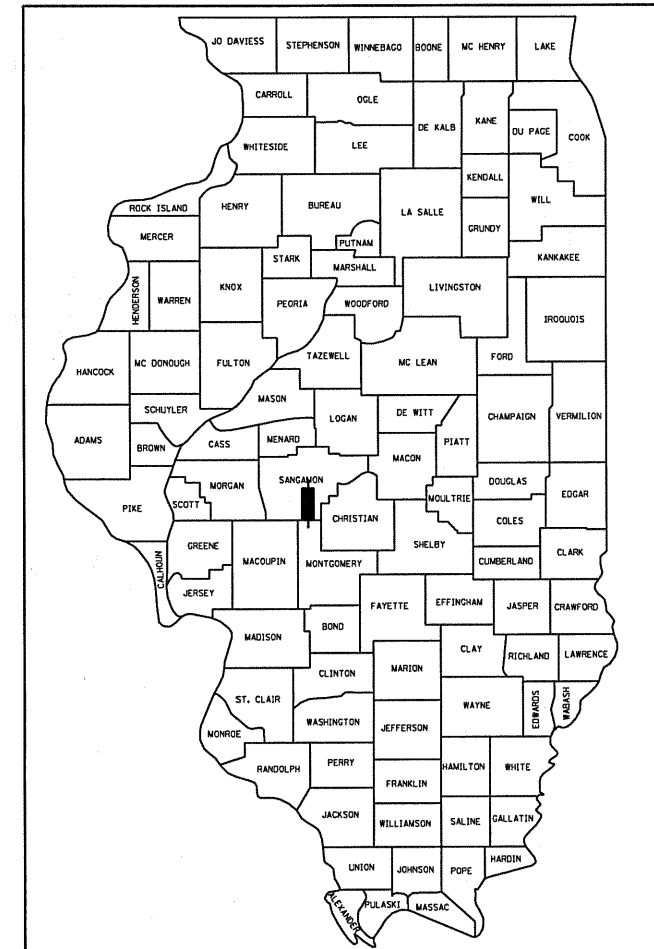 JO DAVIESS
STEPHENSON
WINNEBAGO
BOONE
MC HENRY
LAKE
CARROLL
OGLE
DE KALB
KANE
DU PAGE
COOK
WHITESIDE
LEE
KENDALL
WILL
ROCK ISLAND
HENRY
BUREAU
LA SALLE
GRUNDY
MERCER
PUTNAM
STARK
MARSHALL
KANKAKEE
HENDERSON
WARREN
KNOX
PEORIA
WOODFORD
LIVINGSTON
IROQUOIS
HANCOCK
MC DONOUGH
FULTON
TAZEWELL
MC LEAN
FORD
MASON
SCHUYLER
LOGAN
DE WITT
CHAMPAIGN
VERMILION
ADAMS
BROWN
CASS
MENARD
PIATT
MACON
MORGAN
SANGAMON
DOUGLAS
EDGAR
PIKE
SCOTT
CHRISTIAN
MOULTRIE
COLES
GREENE
MACOUPIN
MONTGOMERY
SHELBY
CUMBERLAND
CLARK
CALHOUN
JERSEY
FAYETTE
EFFINGHAM
JASPER
CRAWFORD
MADISON
BOND
CLAY
RICHLAND
LAWRENCE
CLINTON
MARION
ST. CLAIR
WAYNE
EDWARDS
WABASH
MONROE
WASHINGTON
JEFFERSON
RANDOLPH
PERRY
HAMILTON
WHITE
FRANKLIN
JACKSON
WILLIAMSON
SALINE
GALLATIN
UNION
JOHNSON
POPE
HARDIN
ALEXANDER
PULASKI
MASSAC